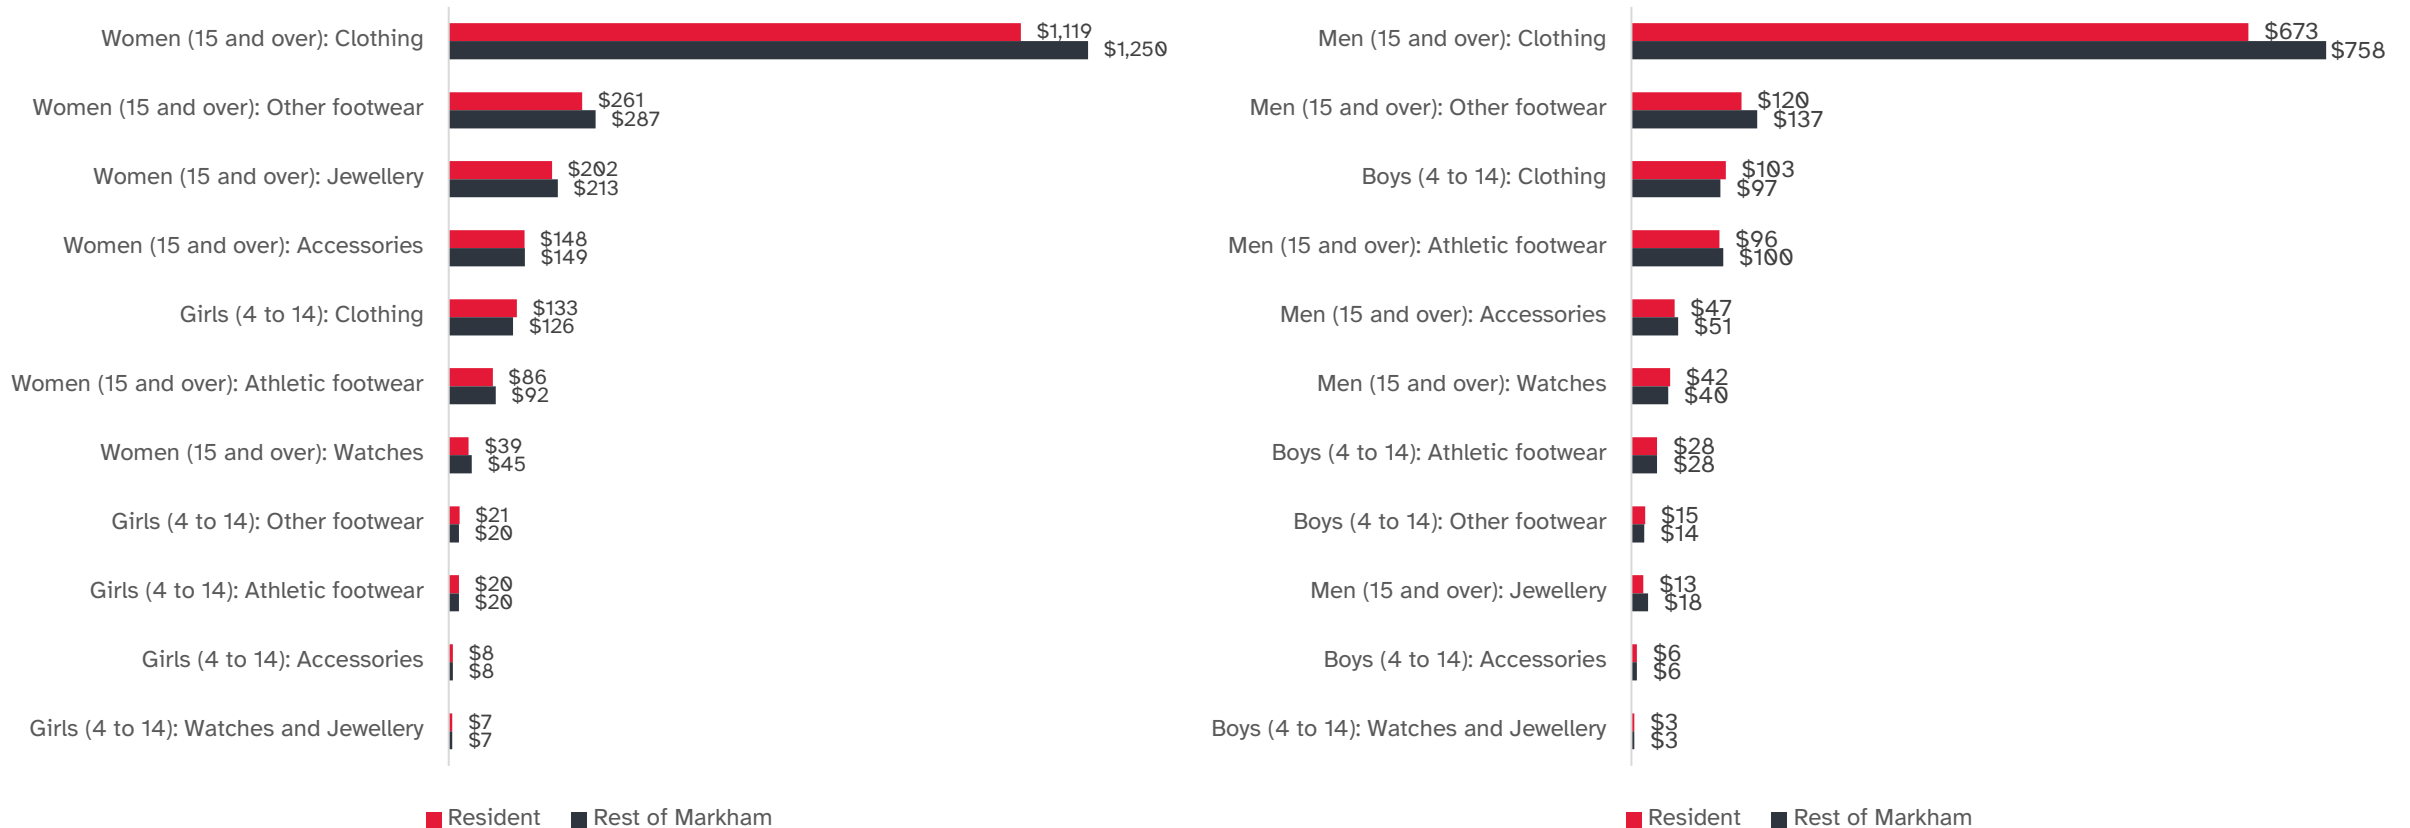 Women (15 and over): Clothing
$1,119
$1,250
Women (15 and over): Other footwear
$261
$287
Women (15 and over): Jewellery
$202
$213
Women (15 and over): Accessories
$148
$149
Girls (4 to 14): Clothing
$133
$126
Women (15 and over): Athletic footwear
$86
$92
Women (15 and over): Watches
$39
$45
Girls (4 to 14): Other footwear
$21
$20
Girls (4 to 14): Athletic footwear
$20
$20
Girls (4 to 14): Accessories
$8
$8
Girls (4 to 14): Watches and Jewellery
$7
$7
Resident Rest of Markham
Men (15 and over): Clothing
$673
$758
Men (15 and over): Other footwear
$120
$137
Boys (4 to 14): Clothing
$103
$97
Men (15 and over): Athletic footwear
$96
$100
Men (15 and over): Accessories
$47
$51
Men (15 and over): Watches
$42
$40
Boys (4 to 14): Athletic footwear
$28
$28
Boys (4 to 14): Other footwear
$15
$14
Men (15 and over): Jewellery
$13
$18
Boys (4 to 14): Accessories
$6
$6
Boys (4 to 14): Watches and Jewellery
$3
$3
Resident Rest of Markham